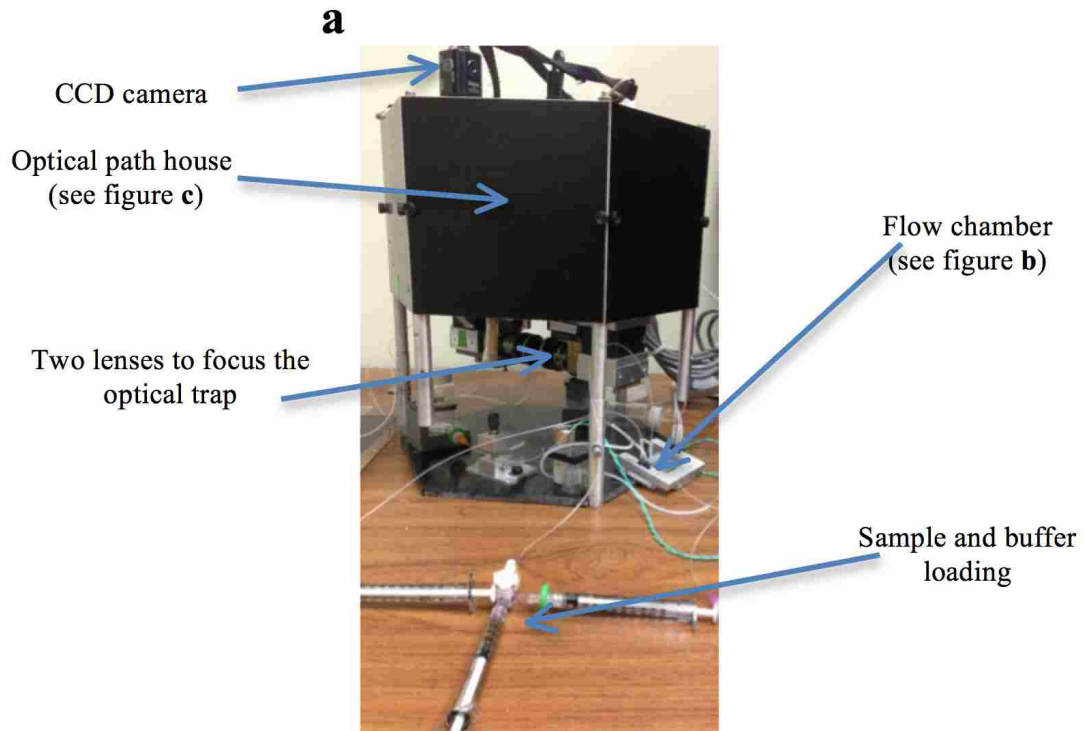 a
CCD camera
Optical path house
(see figure c)
Flow chamber
(see figure b)
Two lenses to focus the
optical trap
Sample and buffer
loading